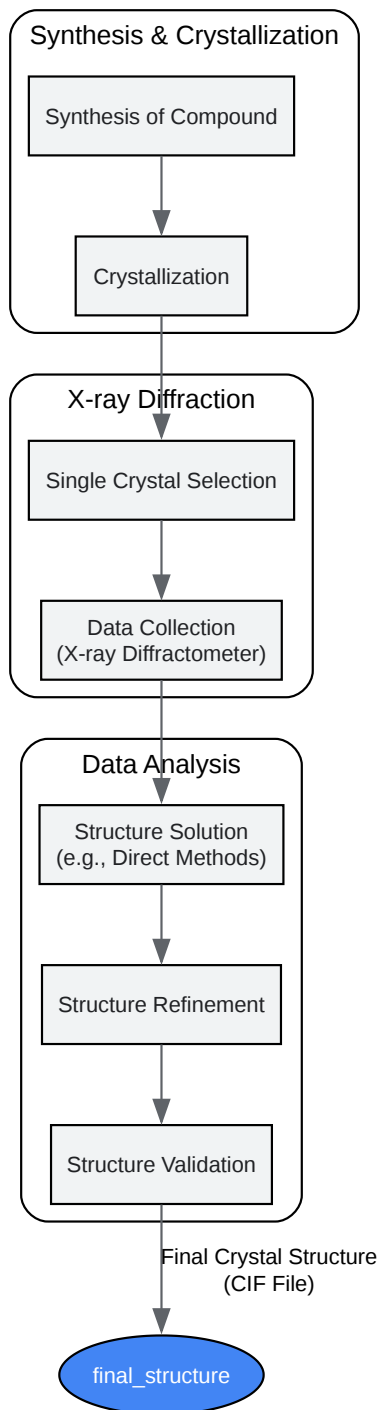 Synthesis & Crystallization
Synthesis of Compound
Crystallization
X-ray Diffraction
Single Crystal Selection
Data Collection
(X-ray Diffractometer)
Data Analysis
Structure Solution
(e.g., Direct Methods)
Structure Refinement
Structure Validation
Final Crystal Structure
(CIF File)
final_structure